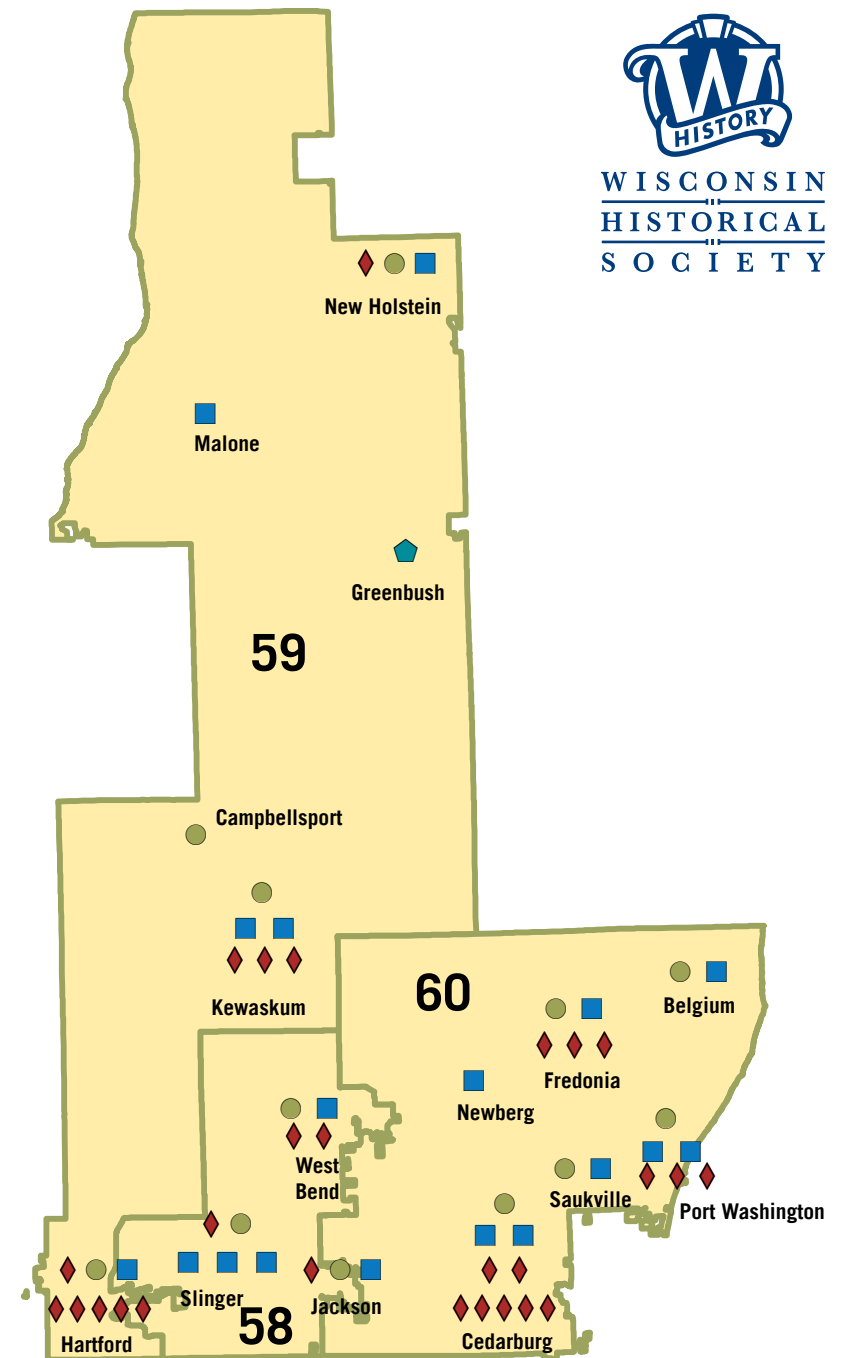 W
HISTORY
WISCONSIN
HISTORICAL
SOCIETY
New Holstein
Malone
Greenbush
59
Campbellsport
Kewaskum
60
Belgium
Fredonia
Newberg
West
Bend
Saukville
Port Washington
Slinger
Jackson
58
Hartford
Cedarburg